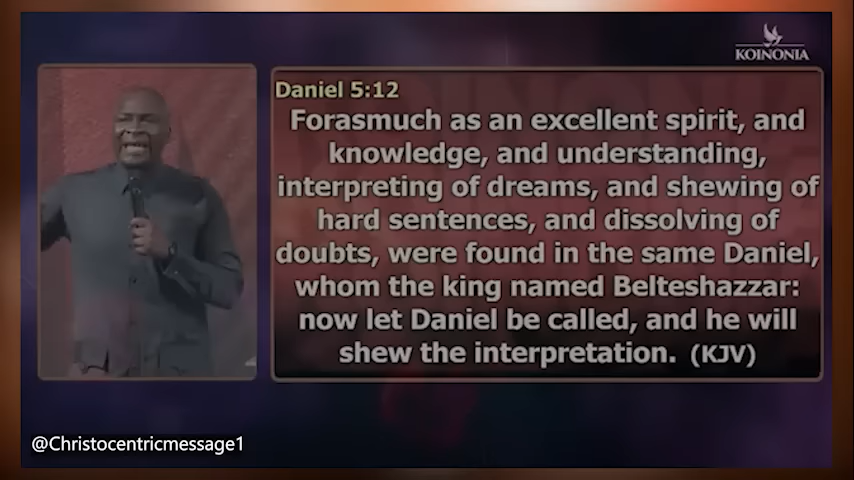 KOINONIA
Daniel 5:12
Forasmuch as an excellent spirit, and
knowledge, and understanding,
interpreting of dreams, and shewing of
hard sentences, and dissolving of
doubts, were found in the same Daniel,
whom the king named Belteshazzar:
now let Daniel be called, and he will
shew the interpretation. (KJV)
@Christocentricmessage1